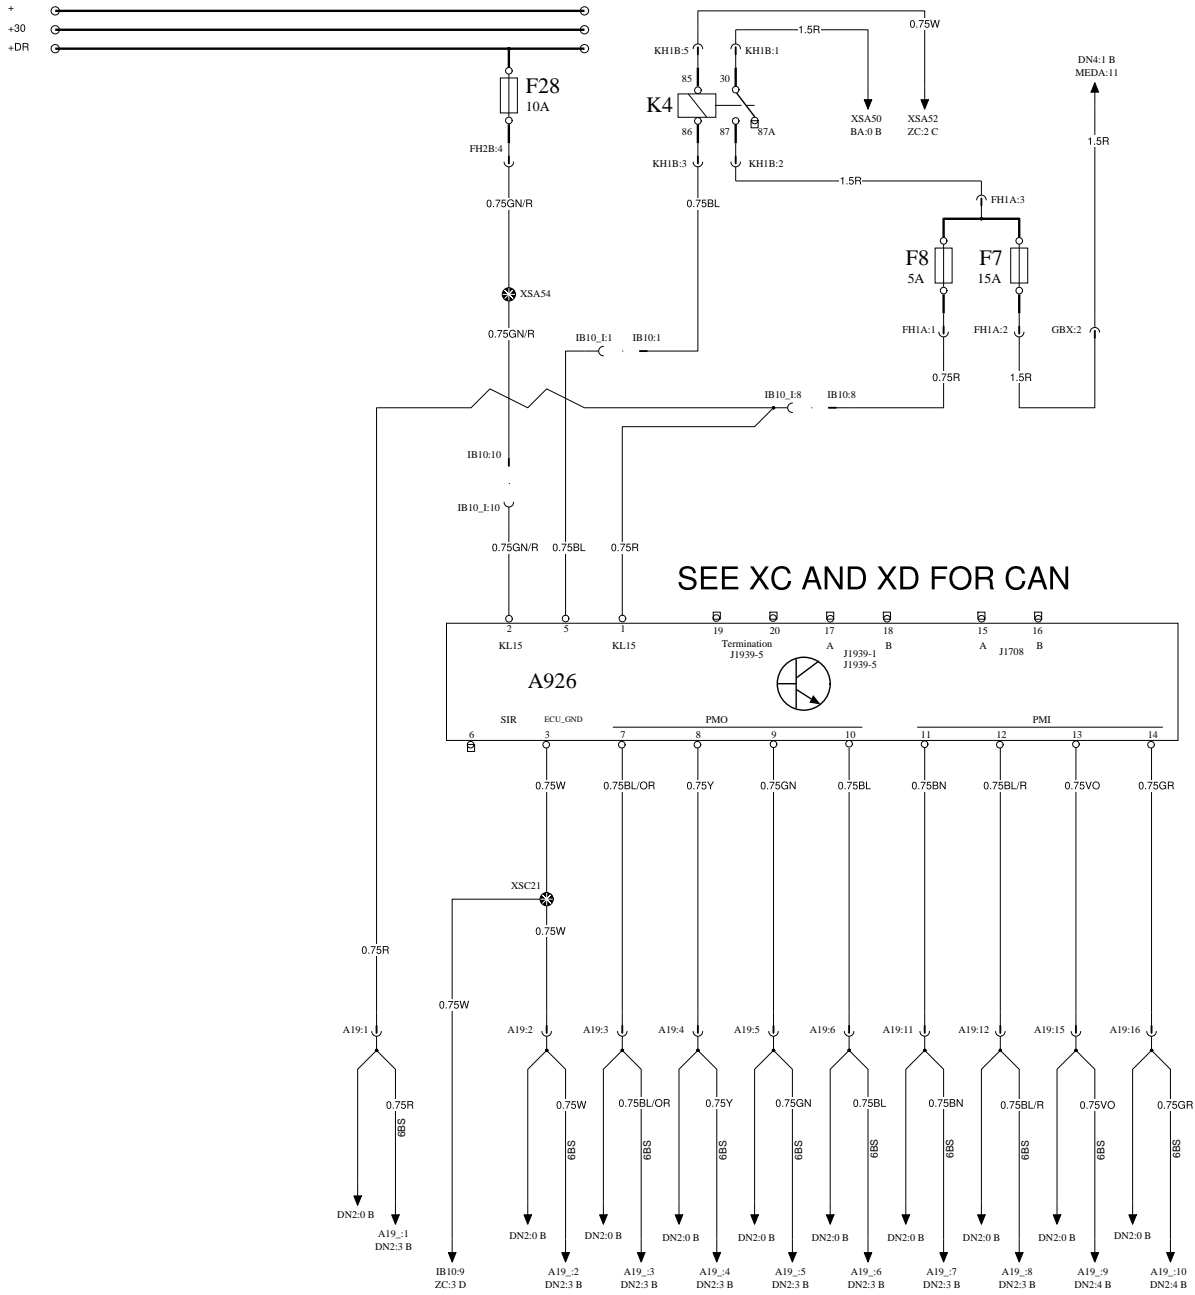 +
+30
+DR
F28
10A
FH2B:4
0.75GN/R
XSA54
0.75GN/R
IB10:10
IB10_I:10
0.75GN/R
KH1B:5
KH1B:1
1.5R
0.75W
85
30
K4
86
87
87A
KH1B:3
KH1B:2
XSA50
BA:0 B
XSA52
ZC:2 C
DN4:1 B
MEDA:11
1.5R
1.5R
0.75BL
FH1A:3
F8
5A
F7
15A
FH1A:1
FH1A:2
GBX:2
0.75R
1.5R
IB10_I:1
IB10:1
IB10_I:8
IB10:8
0.75BL
0.75R
SEE XC AND XD FOR CAN
2
5
1
19
20
17
18
15
16
KL15
KL15
Termination
J1939-5
A
J1939-1
J1939-5
B
A
J1708
B
A926
SIR
ECU_GND
PMO
PMI
6
3
7
8
9
10
11
12
13
14
0.75W
0.75BL/OR
0.75Y
0.75GN
0.75BL
0.75BN
0.75BL/R
0.75VO
0.75GR
XSC21
0.75W
0.75R
0.75W
A19:1
A19:2
A19:3
A19:4
A19:5
A19:6
A19:11
A19:12
A19:15
A19:16
0.75R
0.75W
0.75BL/OR
0.75Y
0.75GN
0.75BL
0.75BN
0.75BL/R
0.75VO
0.75GR
6BS
6BS
6BS
6BS
6BS
6BS
6BS
6BS
6BS
6BS
DN2:0 B
DN2:0 B
DN2:0 B
DN2:0 B
DN2:0 B
DN2:0 B
DN2:0 B
DN2:0 B
DN2:0 B
DN2:0 B
A19_:1
DN2:3 B
IB10:9
ZC:3 D
A19_:2
DN2:3 B
A19_:3
DN2:3 B
A19_:4
DN2:3 B
A19_:5
DN2:3 B
A19_:6
DN2:3 B
A19_:7
DN2:3 B
A19_:8
DN2:3 B
A19_:9
DN2:4 B
A19_:10
DN2:4 B